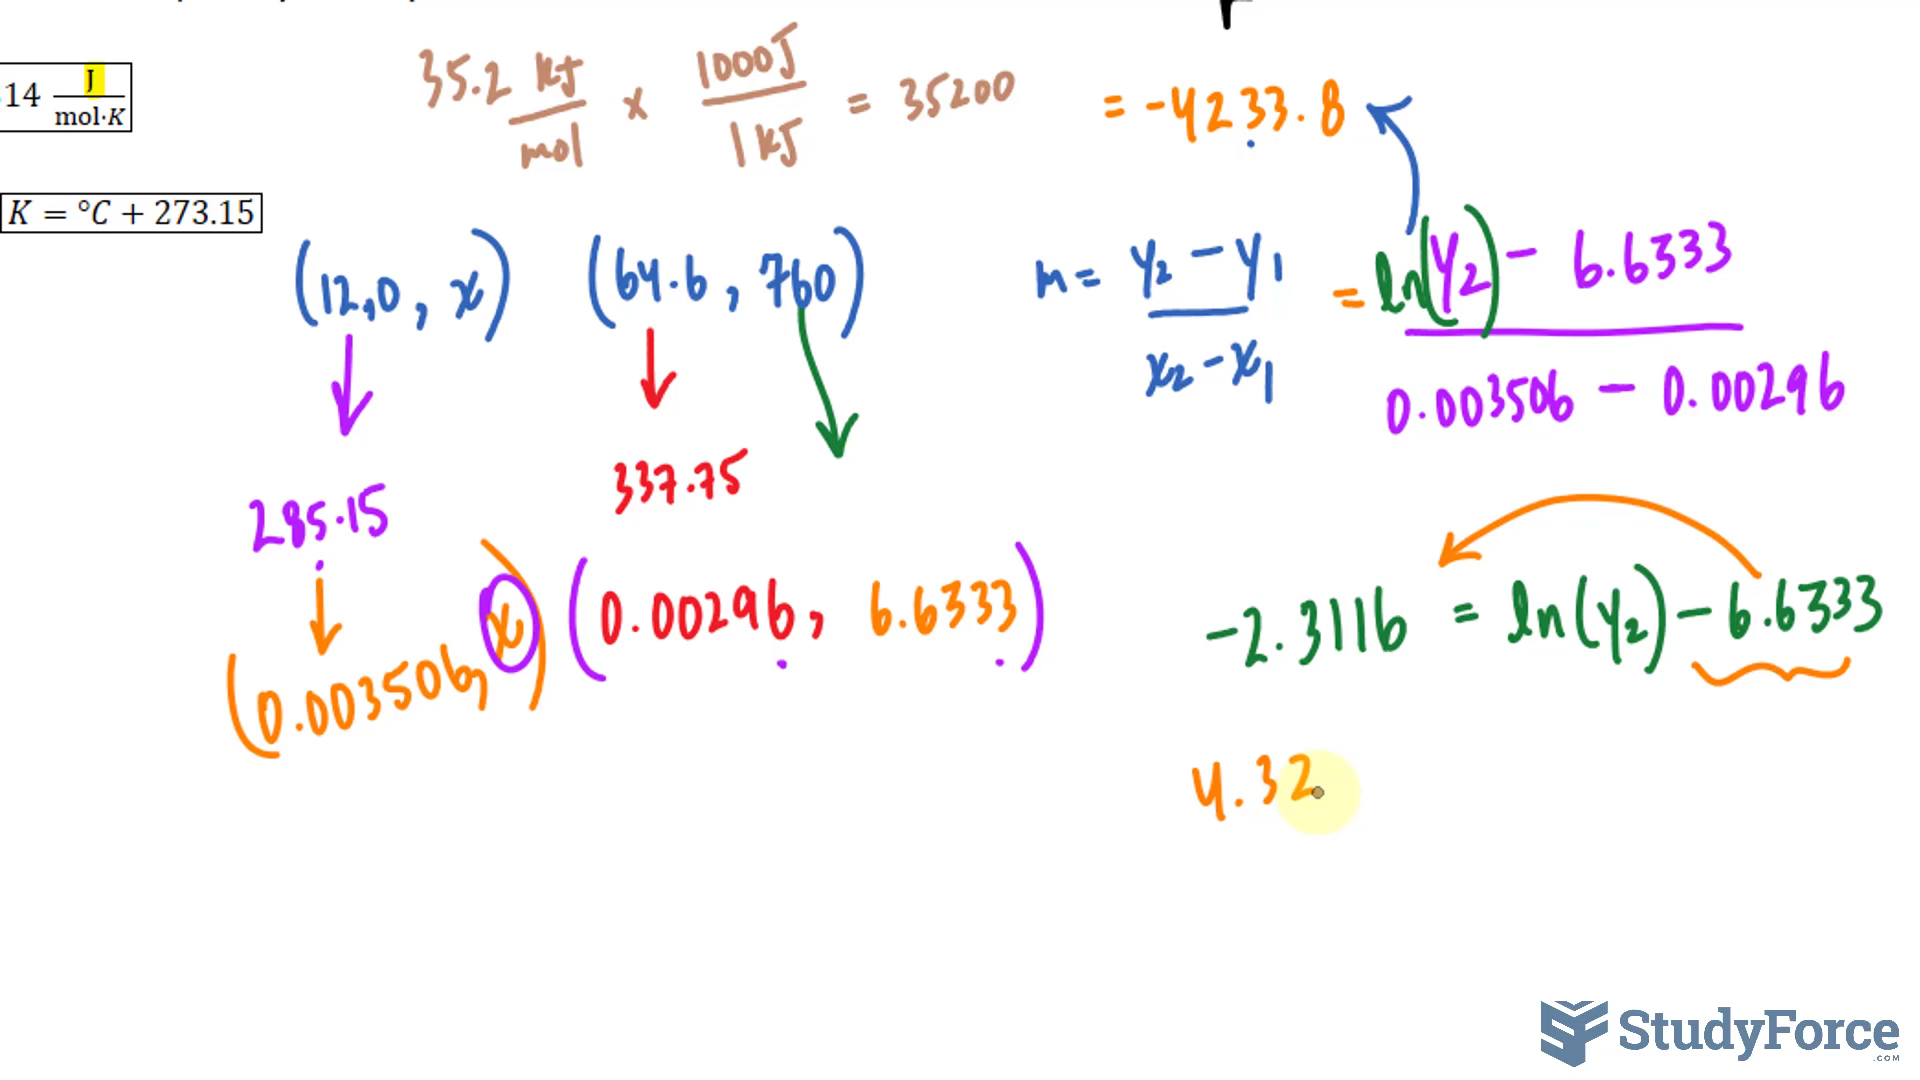 14 J/mol·K
35.2 kJ/mol x 1000J/1kJ = 35200
= -4233.8
K = °C + 273.15
(12,0, x) (64.6, 760)
m = y2 - y1 / x2 - x1
= ln(y2) - 6.6333 / 0.003506 - 0.00296
285.15
337.75
(0.003506, x) (0.00296, 6.6333)
-2.3116 = ln(y2) - 6.6333
4.32
StudyForce
.COM